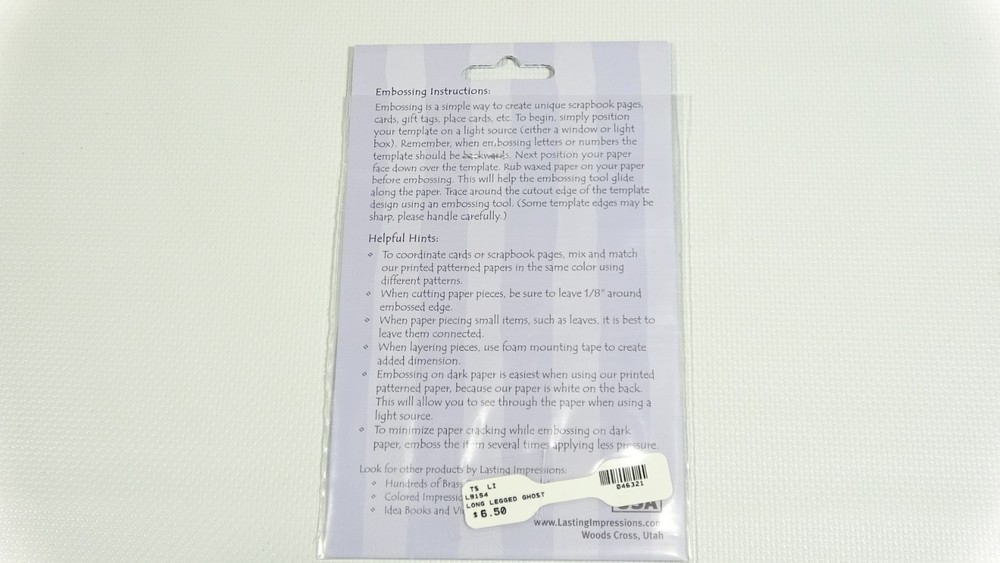 Embossing Instructions:
Embossing is a simple way to create unique scrapbook pages,
cards, gift tags, place cards, etc. To begin, simply position
your template on a light source (either a window or light
box). Remember, when embossing letters or numbers the
template should be backwards. Next position your paper
face down over the template. Rub waxed paper on your paper
before embossing. This will help the embossing tool glide
along the paper. Trace around the cutout edge of the template
design using an embossing tool. (Some template edges may be
sharp, please handle carefully.)
Helpful Hints:
To coordinate cards or scrapbook pages, mix and match
our printed patterned papers in the same color using
different patterns.
When cutting paper pieces, be sure to leave 1/8" around
embossed edge.
When paper piecing small items, such as leaves, it is best to
leave them connected.
When layering pieces, use foam mounting tape to create
added dimension.
Embossing on dark paper is easiest when using our printed
patterned paper, because our paper is white on the back.
This will allow you to see through the paper when using a
light source.
To minimize paper cracking while embossing on dark
paper, emboss the item several times applying less pressure.
Look for other products by Lasting Impressions:
Hundreds of Brass
Colored
Idea Books and
TS LI
L9154
LONG LEGGED GHOST
$6.50
046321
USA
www.LastingImpressions.com
Woods Cross, Utah